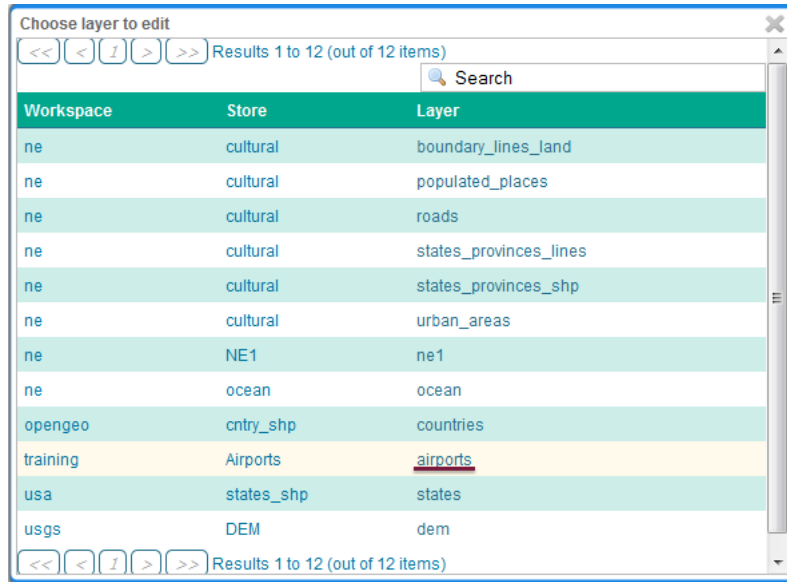 Choose layer to edit
<< < 1 > >> Results 1 to 12 (out of 12 items)
Search
Workspace Store Layer
ne cultural boundary_lines_land
ne cultural populated_places
ne cultural roads
ne cultural states_provinces_lines
ne cultural states_provinces_shp
ne cultural urban_areas
ne NE1 ne1
ne ocean ocean
opengeo cntry_shp countries
training Airports airports
usa states_shp states
usgs DEM dem
<< < 1 > >> Results 1 to 12 (out of 12 items)